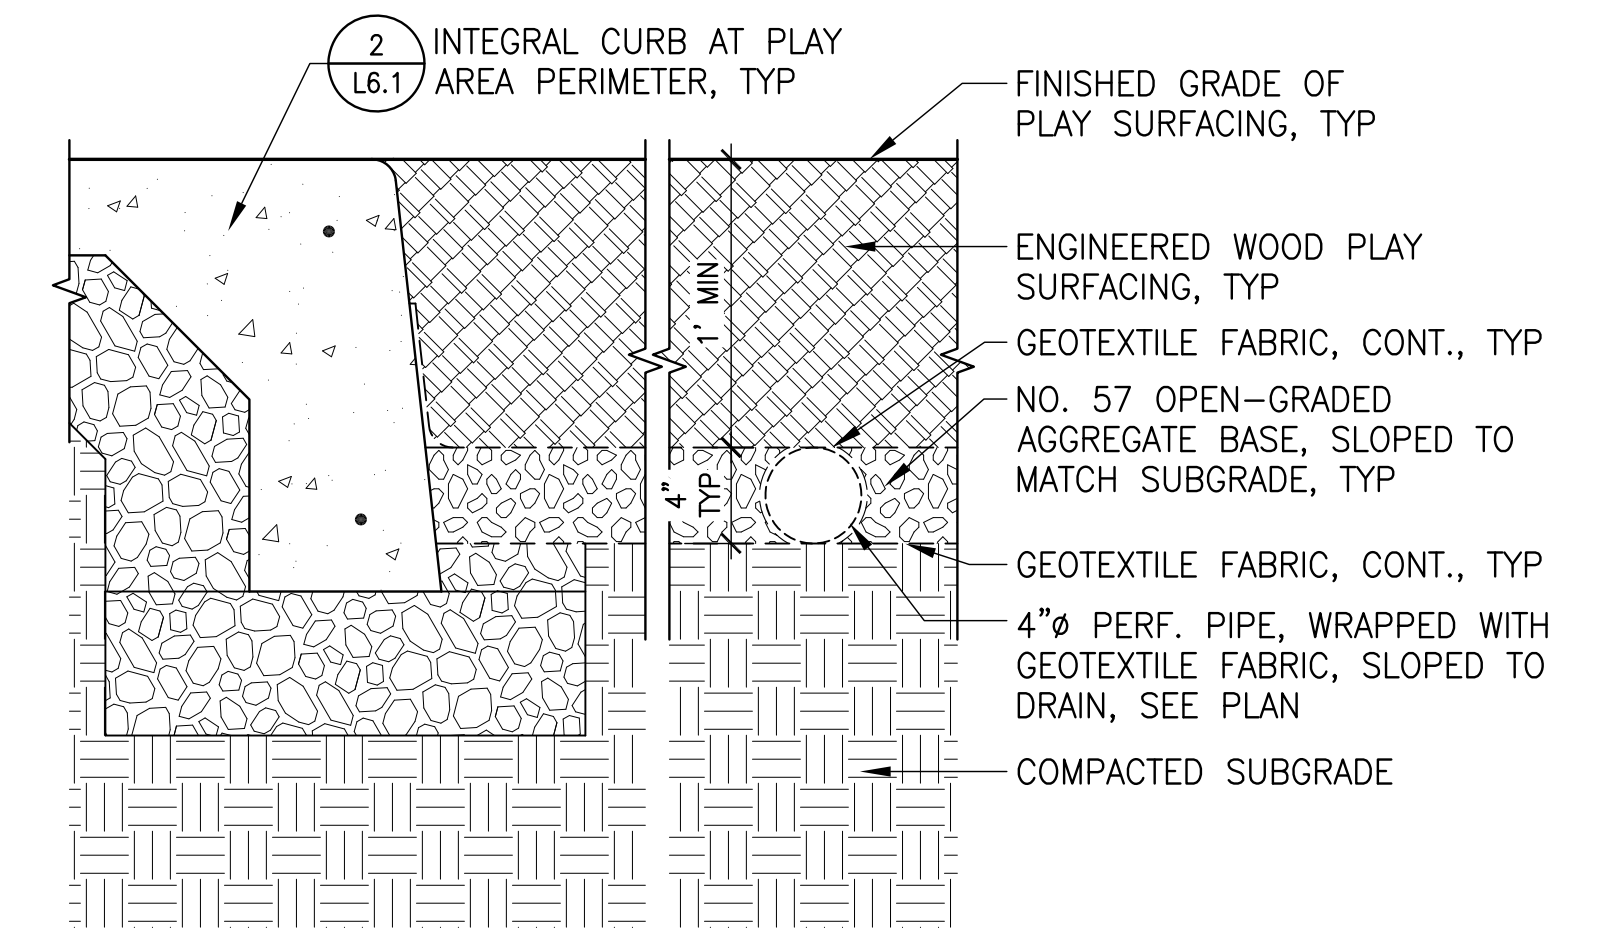 2
L6.1
INTEGRAL CURB AT PLAY
AREA PERIMETER, TYP
FINISHED GRADE OF
PLAY SURFACING, TYP
ENGINEERED WOOD PLAY
SURFACING, TYP
1' MIN
GEOTEXTILE FABRIC, CONT., TYP
NO. 57 OPEN-GRADED
AGGREGATE BASE, SLOPED TO
MATCH SUBGRADE, TYP
4"
TYP
GEOTEXTILE FABRIC, CONT., TYP
4"ø PERF. PIPE, WRAPPED WITH
GEOTEXTILE FABRIC, SLOPED TO
DRAIN, SEE PLAN
COMPACTED SUBGRADE